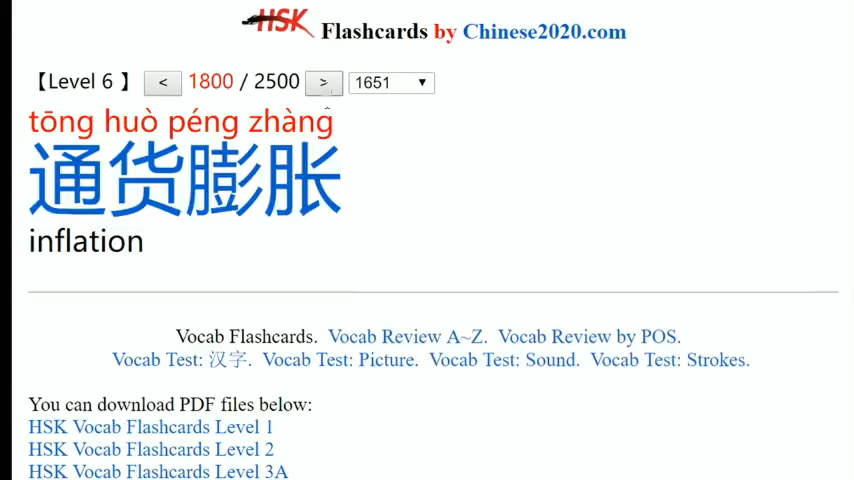 HSK Flashcards by Chinese2020.com
【Level 6 】 < 1800 / 2500 > 1651 ▼
tōng huò péng zhàng
通货膨胀
inflation
Vocab Flashcards. Vocab Review A~Z. Vocab Review by POS.
Vocab Test: 汉字. Vocab Test: Picture. Vocab Test: Sound. Vocab Test: Strokes.
You can download PDF files below:
HSK Vocab Flashcards Level 1
HSK Vocab Flashcards Level 2
HSK Vocab Flashcards Level 3A